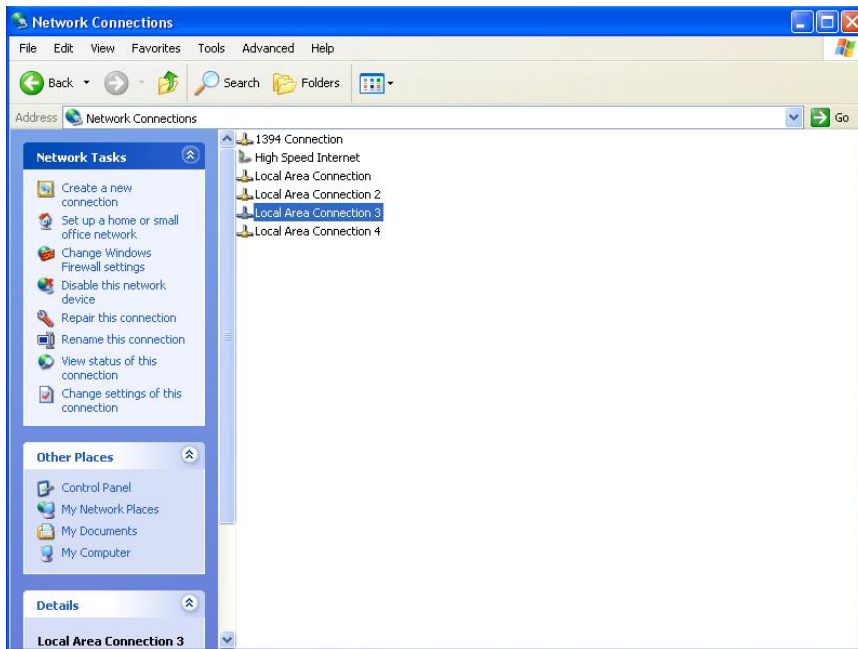 Network Connections
File Edit View Favorites Tools Advanced Help
Back Search Folders
Address Network Connections Go
Network Tasks
Create a new
connection
Set up a home or small
office network
Change Windows
Firewall settings
Disable this network
device
Repair this connection
Rename this connection
View status of this
connection
Change settings of this
connection
Other Places
Control Panel
My Network Places
My Documents
My Computer
Details
Local Area Connection 3
1394 Connection
High Speed Internet
Local Area Connection
Local Area Connection 2
Local Area Connection 3
Local Area Connection 4